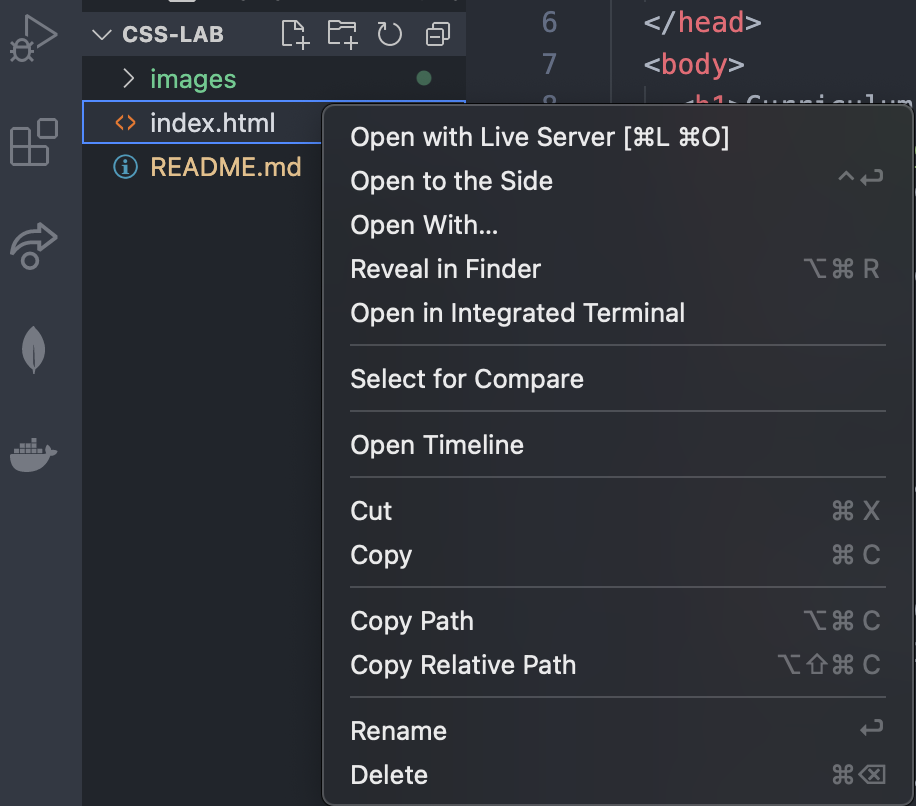 CSS-LAB
images
index.html
README.md
6 </head>
7 <body>
8 <h1>Curriculum
Open with Live Server [⌘L ⌘O]
Open to the Side ^↩
Open With...
Reveal in Finder ⌥⌘ R
Open in Integrated Terminal
Select for Compare
Open Timeline
Cut ⌘ X
Copy ⌘ C
Copy Path ⌥⌘ C
Copy Relative Path ⌥⇧⌘ C
Rename ↩
Delete ⌘⌫